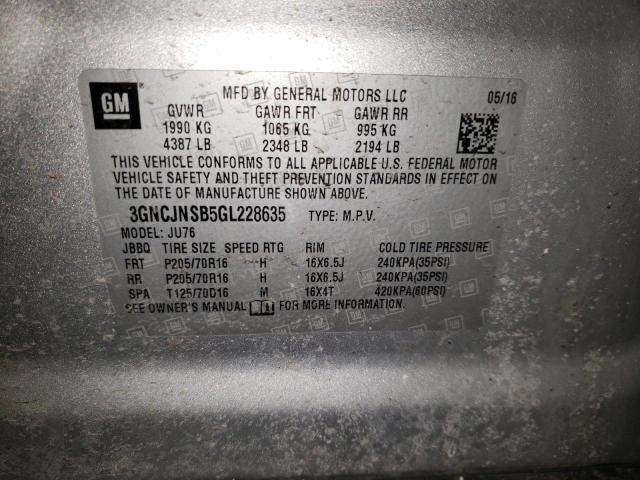 GM
MFD BY GENERAL MOTORS LLC 05/16
GVWR GAWR FRT GAWR RR
1990 KG 1065 KG 995 KG
4387 LB 2348 LB 2194 LB
THIS VEHICLE CONFORMS TO ALL APPLICABLE U.S. FEDERAL MOTOR
VEHICLE SAFETY AND THEFT PREVENTION STANDARDS IN EFFECT ON
THE DATE OF MANUFACTURE SHOWN ABOVE.
3GNCJNSB5GL228635 TYPE: M.P.V.
MODEL: JU76
JBBQ TIRE SIZE SPEED RTG RIM COLD TIRE PRESSURE
FRT P205/70R16 H 16X6.5J 240KPA(35PSI)
RR P205/70R16 H 16X6.5J 240KPA(35PSI)
SPA T125/70D16 M 16X4T 420KPA(60PSI)
SEE OWNER'S MANUAL FOR MORE INFORMATION.